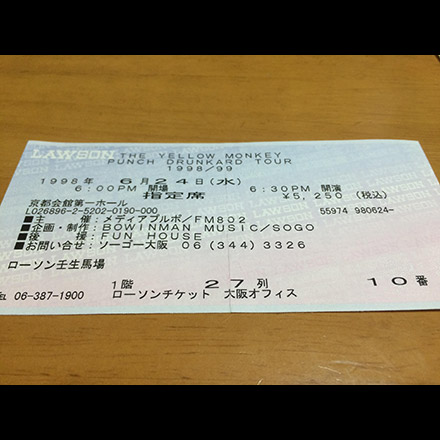 LAWSON THE YELLOW MONKEY
PUNCH DRUNKARD TOUR
1998/99
1998年 6月24日(水)
6:00PM 開場 6:30PM 開演
指定席 ¥5,250 (税込)
京都会館第一ホール
L026896-2-5202-0190-000 55974 980624-
■主 催:メディアプルポ/FM802
■企画・制作:BOWINMAN MUSIC/SOGO
■後 援:FUN HOUSE
■お問い合せ:ソーゴー大阪 06(344)3326
ローソン壬生馬場
1階 27列 10番
℡ 06-387-1900 ローソンチケット 大阪オフィス